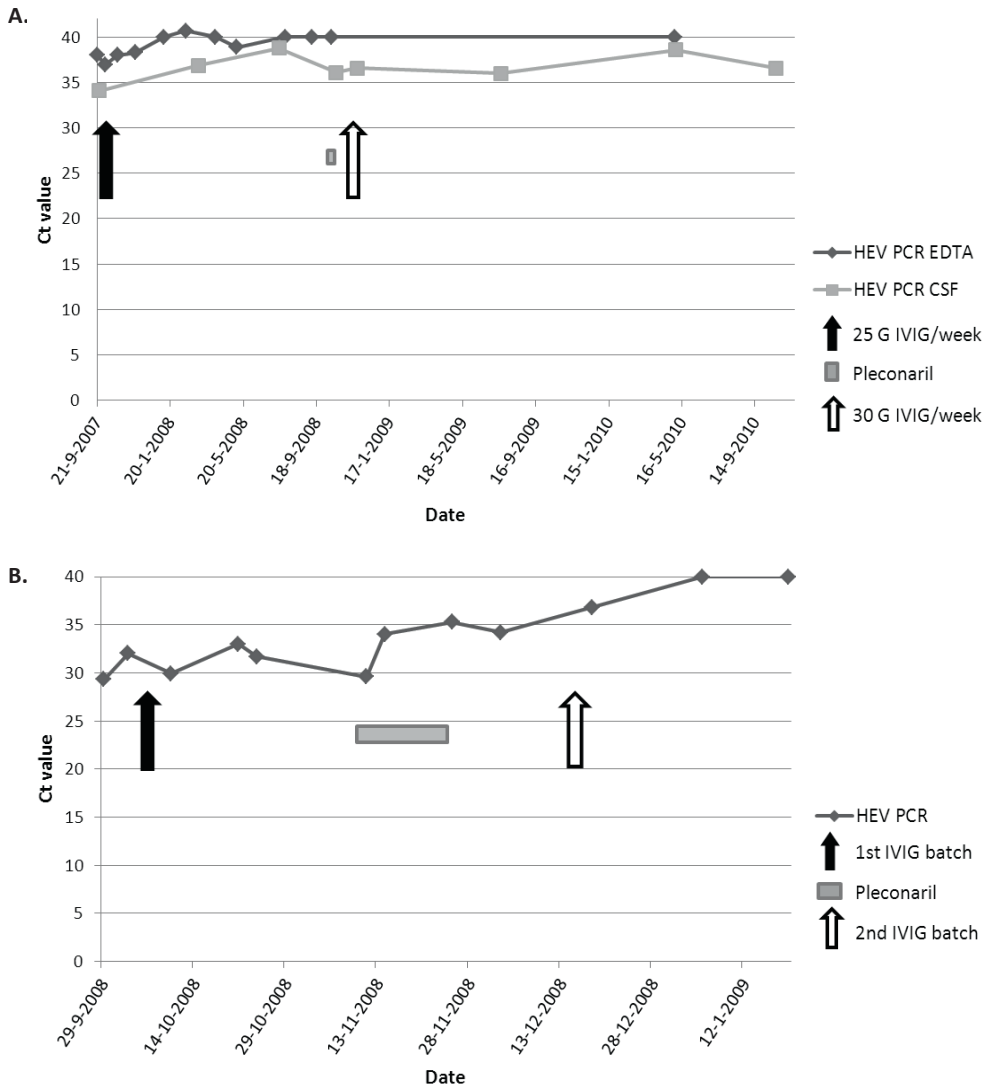 A.
40
35
30
25
20
15
10
5
0
Ct value
21-9-2007
20-1-2008
20-5-2008
18-9-2008
17-1-2009
18-5-2009
16-9-2009
15-1-2010
16-5-2010
14-9-2010
Date
HEV PCR EDTA
HEV PCR CSF
25 G IVIG/week
Pleconaril
30 G IVIG/week
B.
40
35
30
25
20
15
10
5
0
Ct value
29-9-2008
14-10-2008
29-10-2008
13-11-2008
28-11-2008
13-12-2008
28-12-2008
12-1-2009
Date
HEV PCR
1st IVIG batch
Pleconaril
2nd IVIG batch